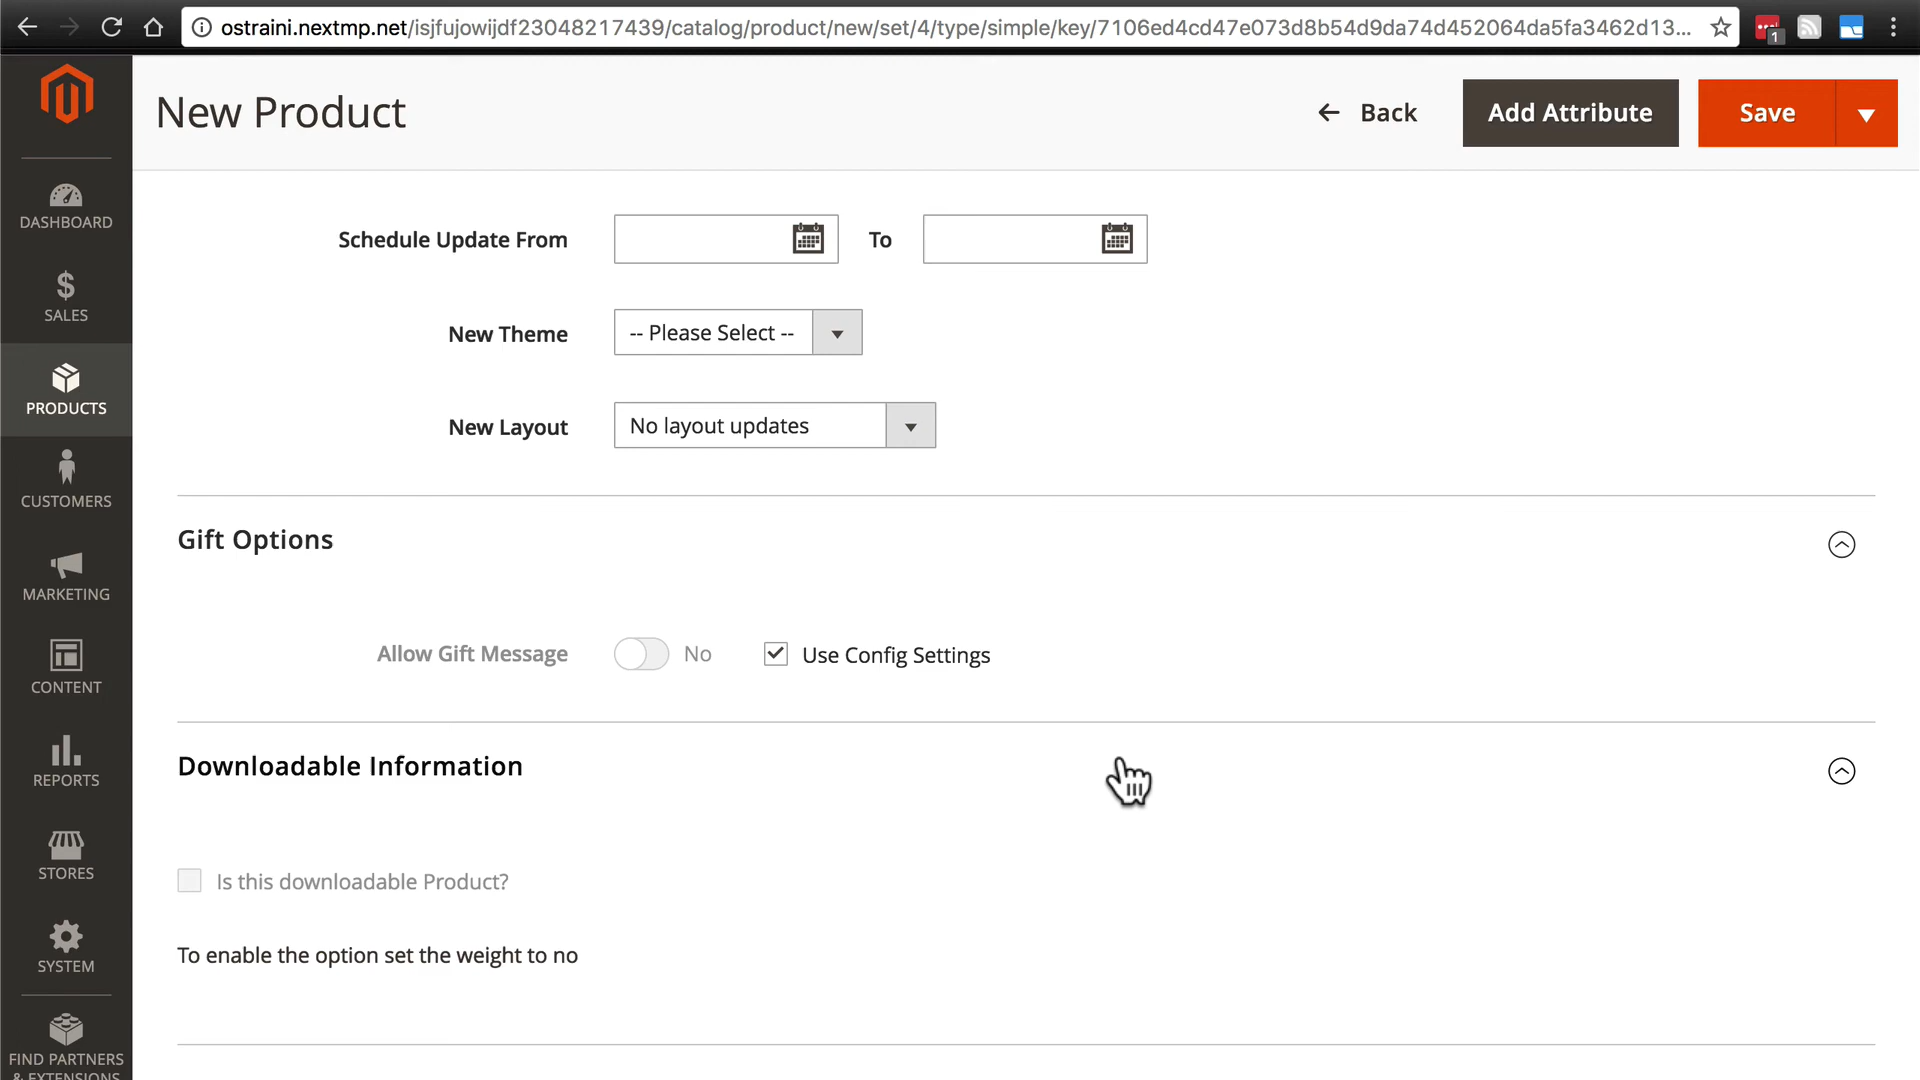 ostraini.nextmp.net/isjfujowijdf23048217439/catalog/product/new/set/4/type/simple/key/7106ed4cd47e073d8b54d9da74d452064da5fa3462d13...
1
New Product
Back
Add Attribute
Save
DASHBOARD
SALES
PRODUCTS
CUSTOMERS
MARKETING
CONTENT
REPORTS
STORES
SYSTEM
FIND PARTNERS
& EXTENSIONS
Schedule Update From
To
New Theme
-- Please Select --
New Layout
No layout updates
Gift Options
Allow Gift Message
No
Use Config Settings
Downloadable Information
Is this downloadable Product?
To enable the option set the weight to no